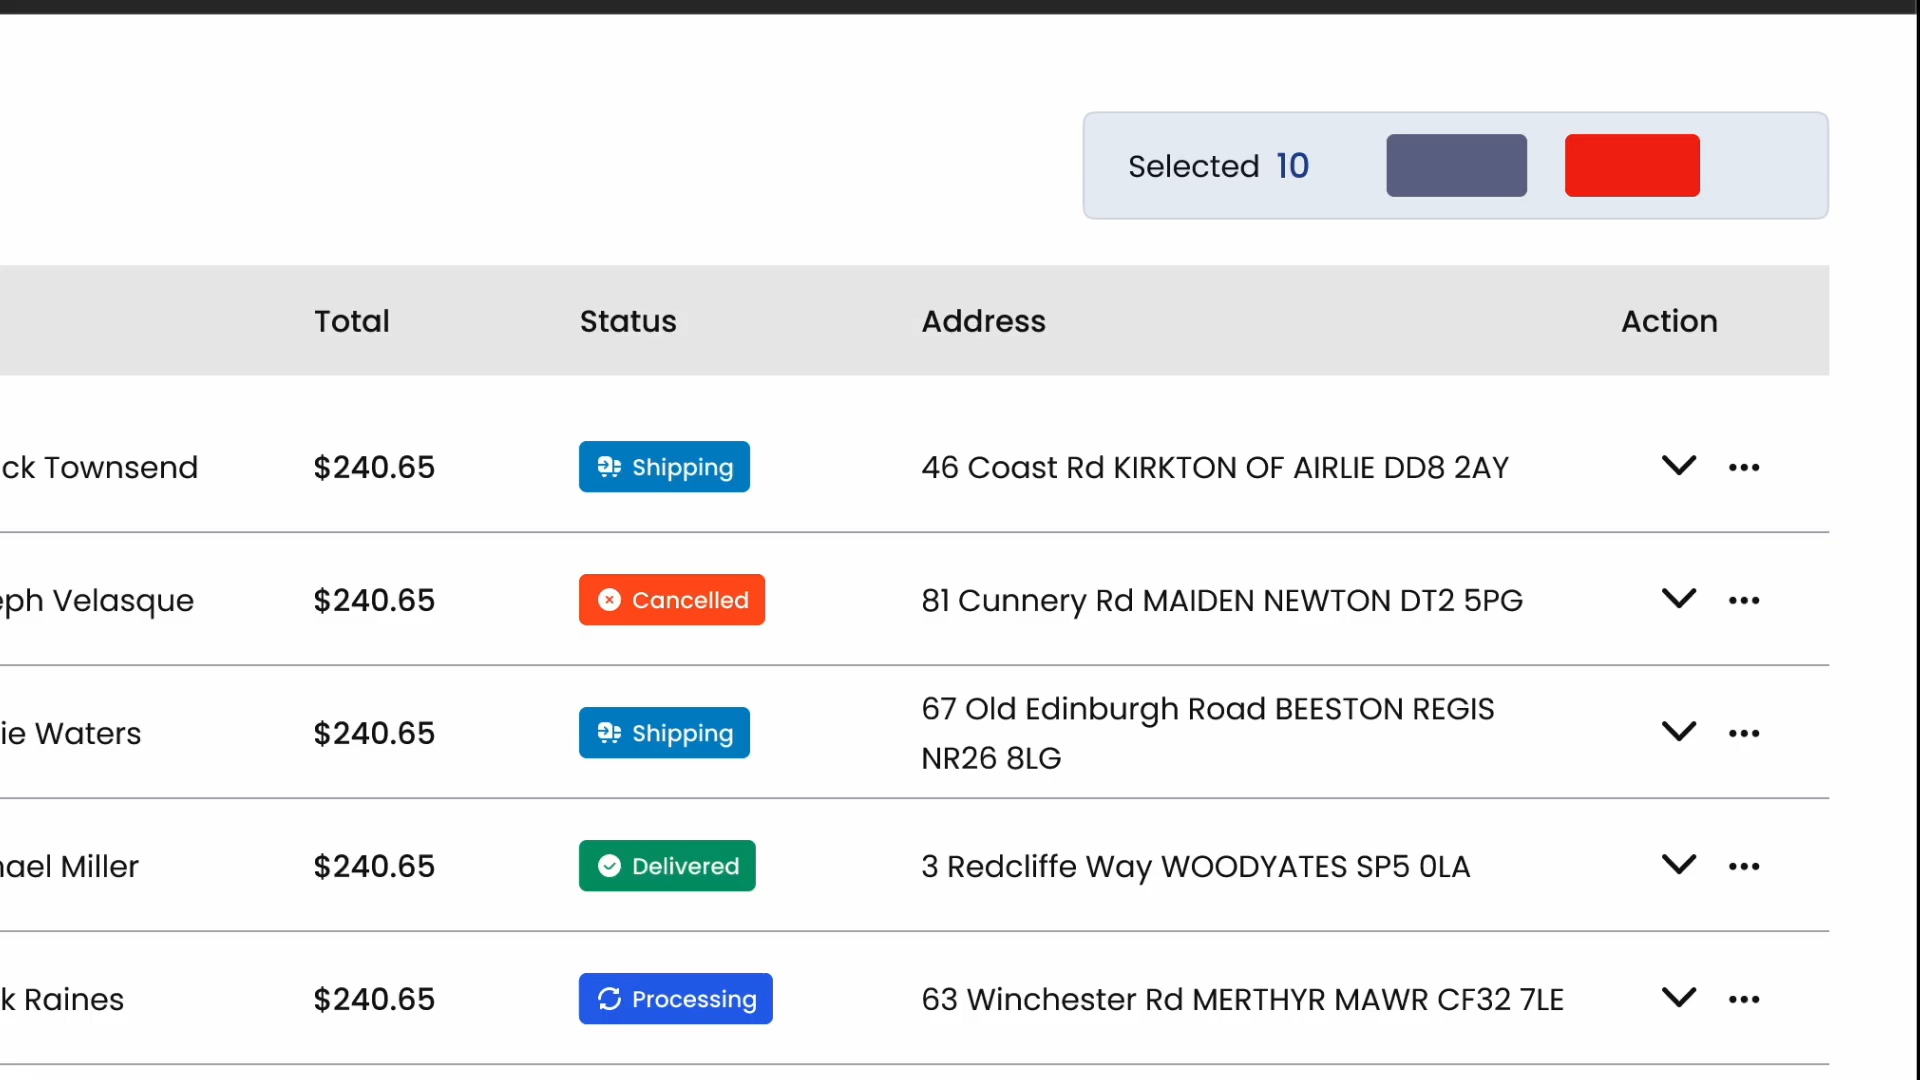 Selected 10
Total Status Address Action
ck Townsend $240.65 Shipping 46 Coast Rd KIRKTON OF AIRLIE DD8 2AY
eph Velasque $240.65 Cancelled 81 Cunnery Rd MAIDEN NEWTON DT2 5PG
ie Waters $240.65 Shipping 67 Old Edinburgh Road BEESTON REGIS
NR26 8LG
ael Miller $240.65 Delivered 3 Redcliffe Way WOODYATES SP5 0LA
k Raines $240.65 Processing 63 Winchester Rd MERTHYR MAWR CF32 7LE